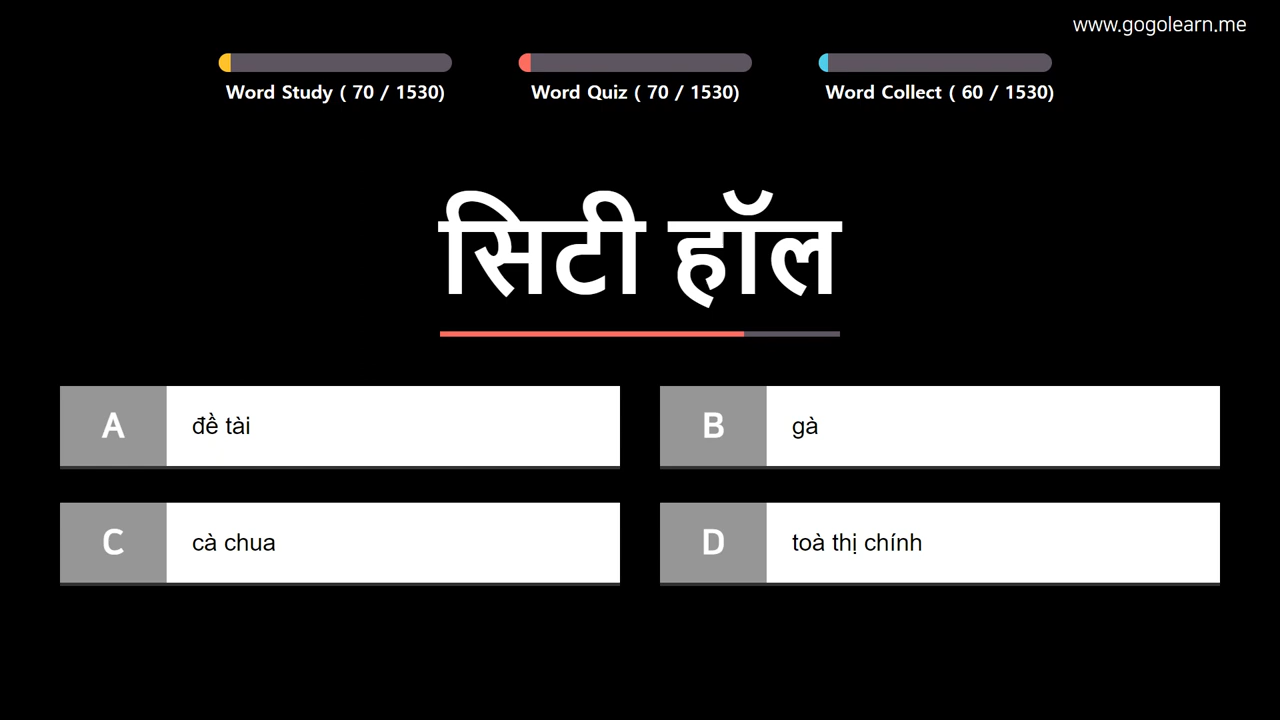 www.gogolearn.me
Word Study ( 70 / 1530)
Word Quiz ( 70 / 1530)
Word Collect ( 60 / 1530)
सिटी हॉल
A đề tài
B gà
C cà chua
D toà thị chính